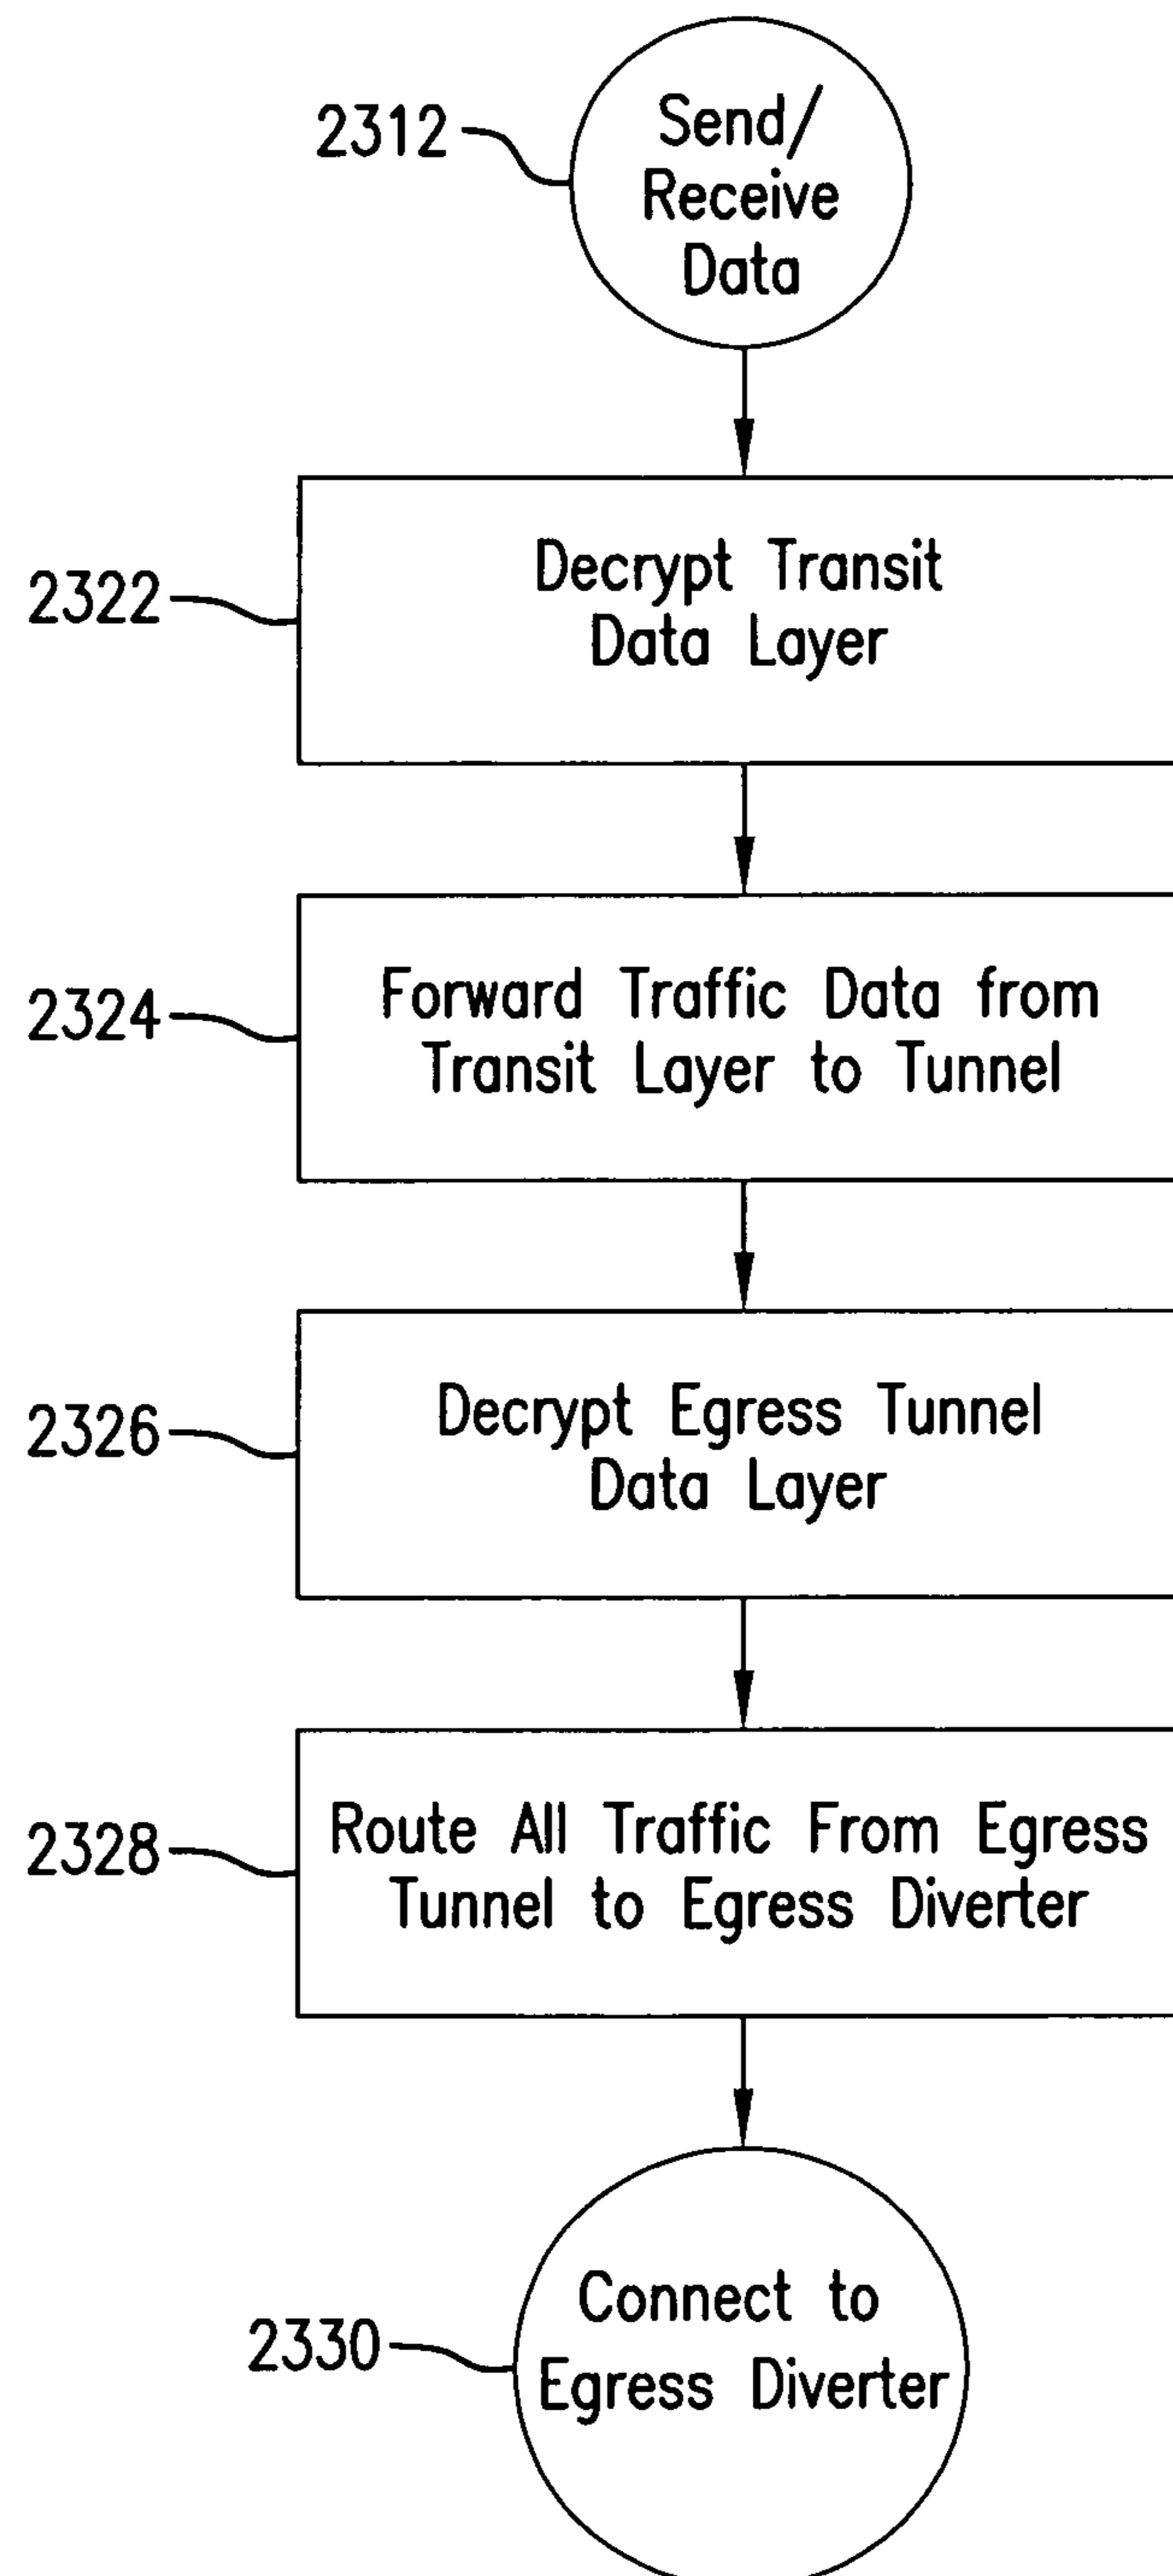 2312
Send/
Receive
Data
2322
Decrypt Transit
Data Layer
2324
Forward Traffic Data from
Transit Layer to Tunnel
2326
Decrypt Egress Tunnel
Data Layer
2328
Route All Traffic From Egress
Tunnel to Egress Diverter
2330
Connect to
Egress Diverter